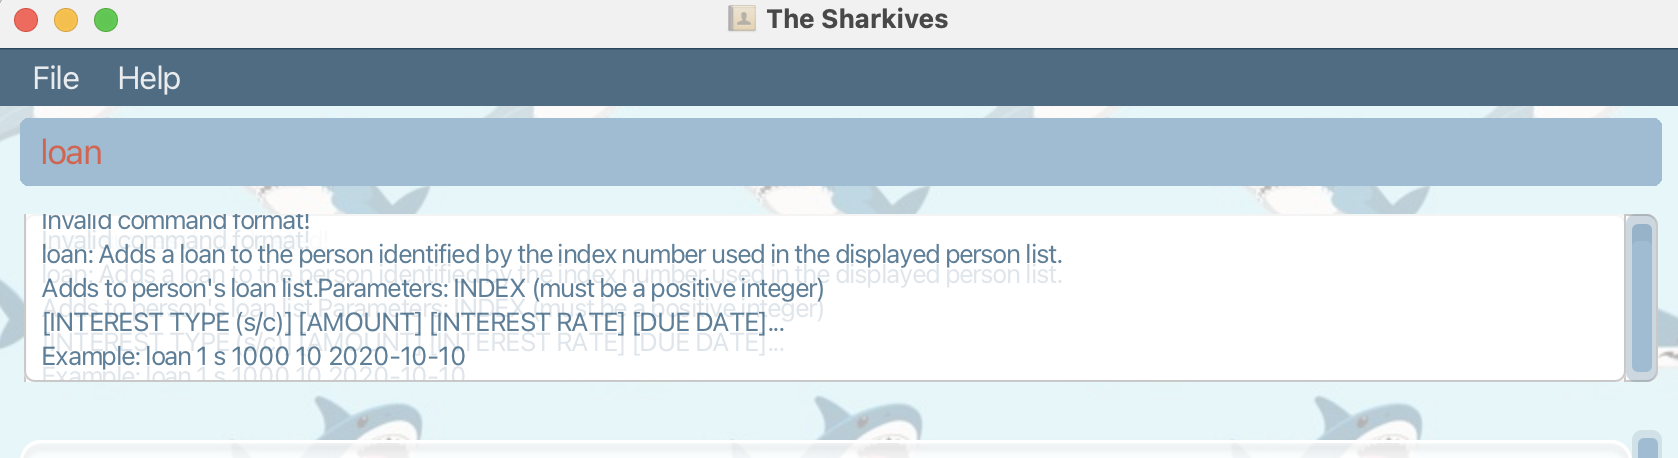 The Sharkives
File Help
loan
Invalid command format!
loan: Adds a loan to the person identified by the index number used in the displayed person list.
Adds to person's loan list.Parameters: INDEX (must be a positive integer)
[INTEREST TYPE (s/c)] [AMOUNT] [INTEREST RATE] [DUE DATE]...
Example: loan 1 s 1000 10 2020-10-10